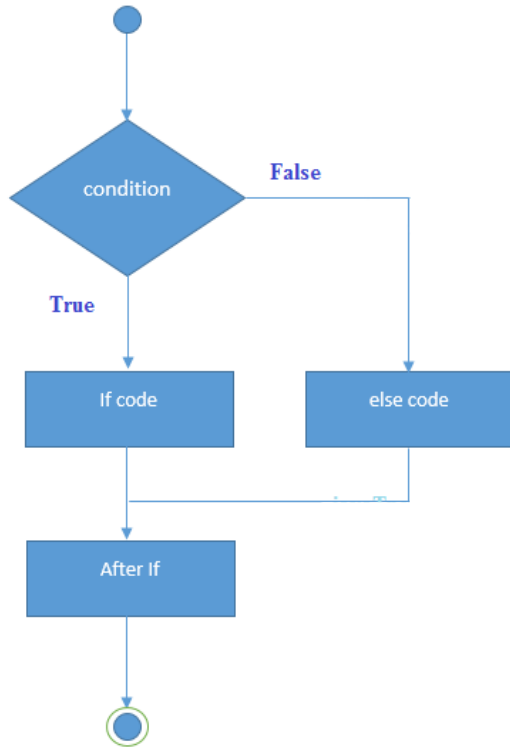 condition
False
True
If code
else code
After If